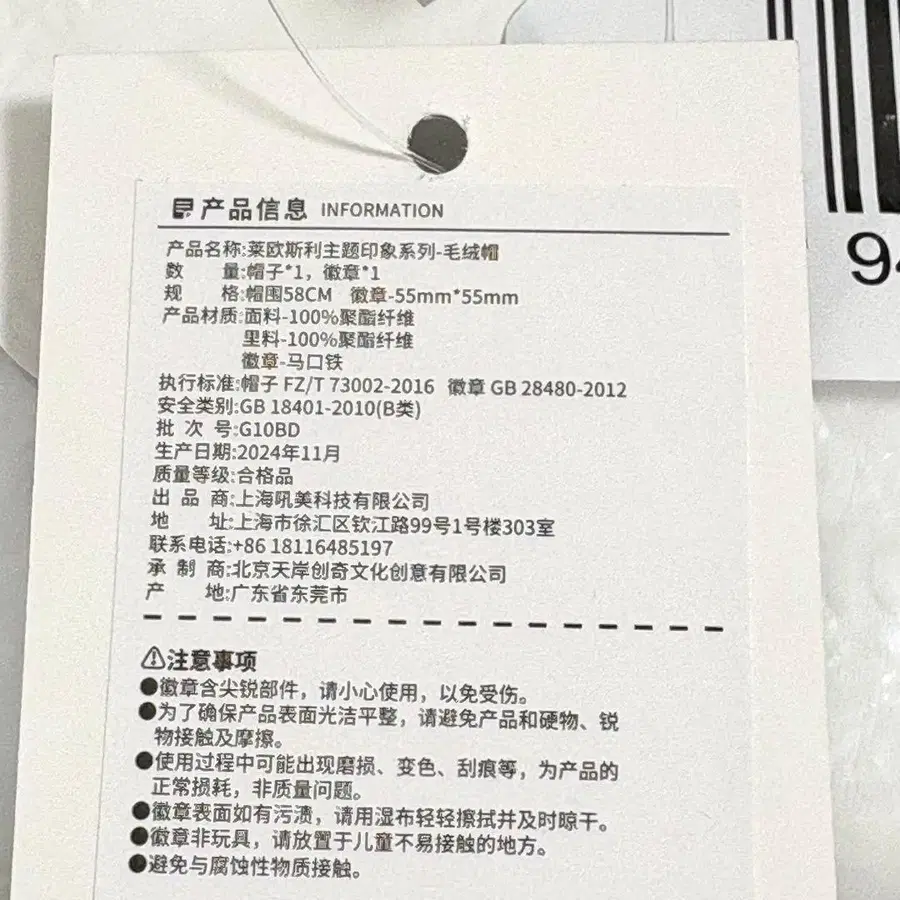 产品信息 INFORMATION
产品名称:莱欧斯利主题印象系列-毛绒帽
数 量:帽子*1，徽章*1
规 格:帽围58CM 徽章-55mm*55mm
产品材质:面料-100%聚酯纤维
里料-100%聚酯纤维
徽章-马口铁
执行标准:帽子 FZ/T 73002-2016 徽章 GB 28480-2012
安全类别:GB 18401-2010(B类)
批 次 号:G10BD
生产日期:2024年11月
质量等级:合格品
出 品 商:上海吼美科技有限公司
地 址:上海市徐汇区钦江路99号1号楼303室
联系电话:+86 18116485197
承 制 商:北京天岸创奇文化创意有限公司
产 地:广东省东莞市
注意事项
●徽章含尖锐部件，请小心使用，以免受伤。
●为了确保产品表面光洁平整，请避免产品和硬物、锐
物接触及摩擦。
●使用过程中可能出现磨损、变色、刮痕等，为产品的
正常损耗，非质量问题。
●徽章表面如有污渍，请用湿布轻轻擦拭并及时晾干。
●徽章非玩具，请放置于儿童不易接触的地方。
●避免与腐蚀性物质接触。